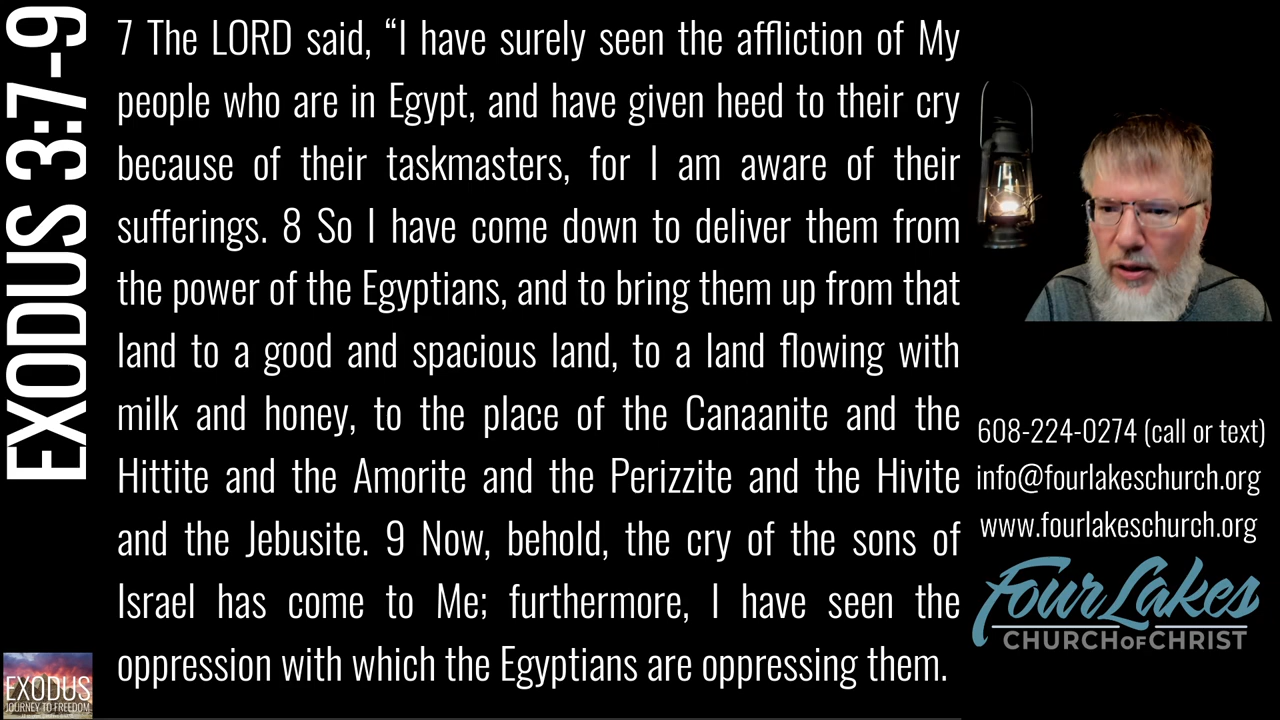 EXODUS 3:7-9
7 The LORD said, “I have surely seen the affliction of My
people who are in Egypt, and have given heed to their cry
because of their taskmasters, for I am aware of their
sufferings. 8 So I have come down to deliver them from
the power of the Egyptians, and to bring them up from that
land to a good and spacious land, to a land flowing with
milk and honey, to the place of the Canaanite and the
Hittite and the Amorite and the Perizzite and the Hivite
and the Jebusite. 9 Now, behold, the cry of the sons of
Israel has come to Me; furthermore, I have seen the
oppression with which the Egyptians are oppressing them.
608-224-0274 (call or text)
info@fourlakeschurch.org
www.fourlakeschurch.org
Four Lakes
CHURCH OF CHRIST
EXODUS
JOURNEY TO FREEDOM